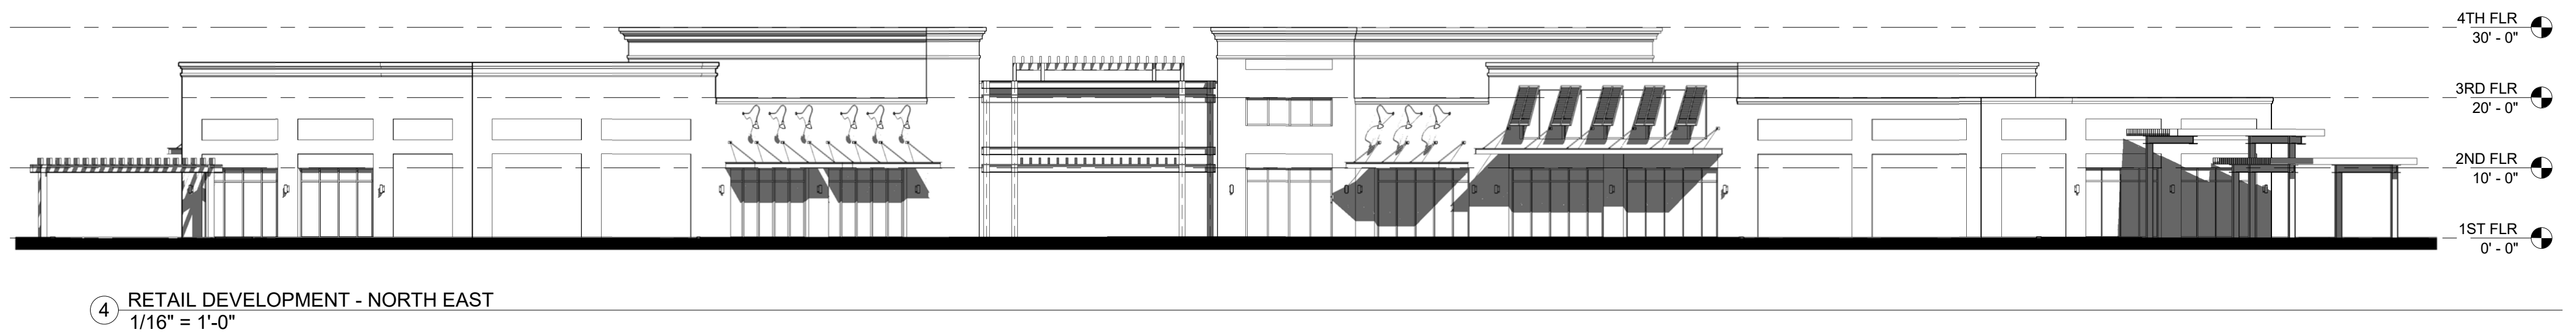 4TH FLR
30' - 0"
3RD FLR
20' - 0"
2ND FLR
10' - 0"
1ST FLR
0' - 0"
4
RETAIL DEVELOPMENT - NORTH EAST
1/16" = 1'-0"